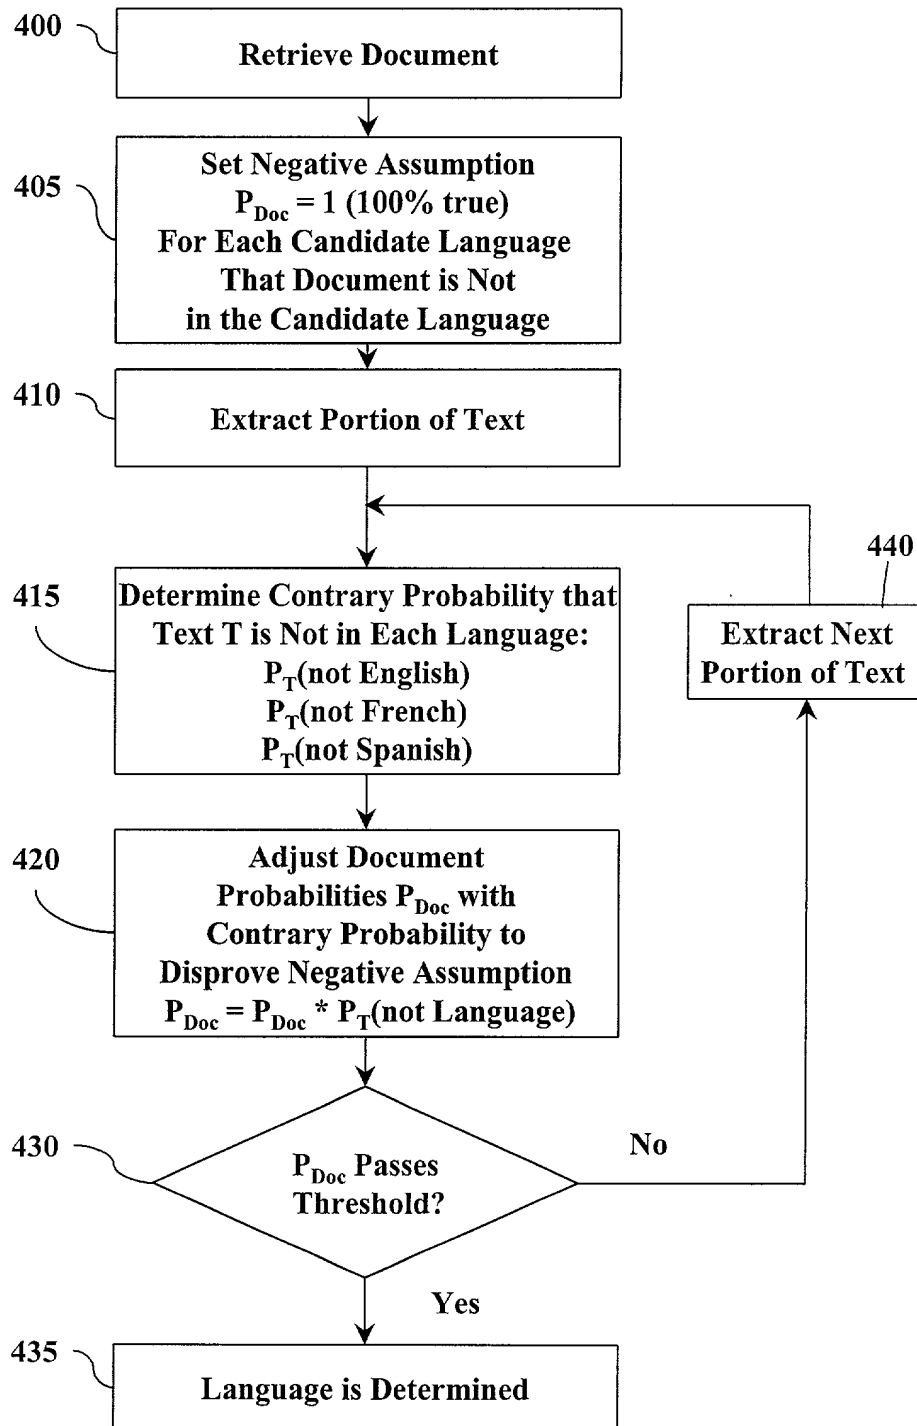 400
Retrieve Document
405
Set Negative Assumption
P_Doc = 1 (100% true)
For Each Candidate Language
That Document is Not
in the Candidate Language
410
Extract Portion of Text
415
Determine Contrary Probability that
Text T is Not in Each Language:
P_T(not English)
P_T(not French)
P_T(not Spanish)
440
Extract Next
Portion of Text
420
Adjust Document
Probabilities P_Doc with
Contrary Probability to
Disprove Negative Assumption
P_Doc = P_Doc * P_T(not Language)
430
P_Doc Passes
Threshold?
No
Yes
435
Language is Determined